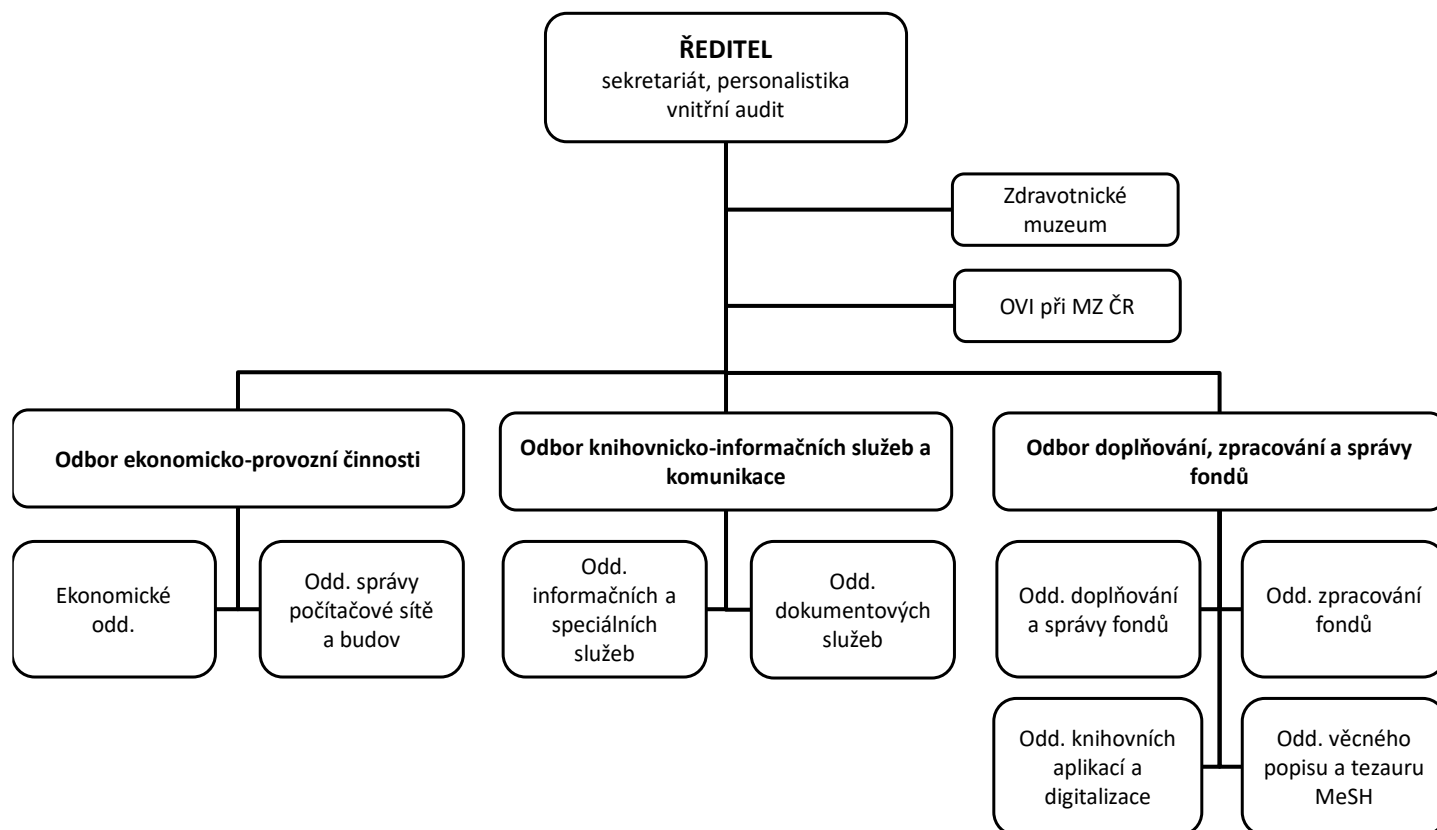 ŘEDITEL
sekretariát, personalistika
vnitřní audit
Zdravotnické
muzeum
OVI při MZ ČR
Odbor ekonomicko-provozní činnosti
Odbor knihovnicko-informačních služeb a
komunikace
Odbor doplňování, zpracování a správy
fondů
Ekonomické
odd.
Odd. správy
počítačové sítě
a budov
Odd.
informačních a
speciálních
služeb
Odd.
dokumentových
služeb
Odd. doplňování
a správy fondů
Odd. zpracování
fondů
Odd. knihovních
aplikací a
digitalizace
Odd. věcného
popisu a tezauru
MeSH